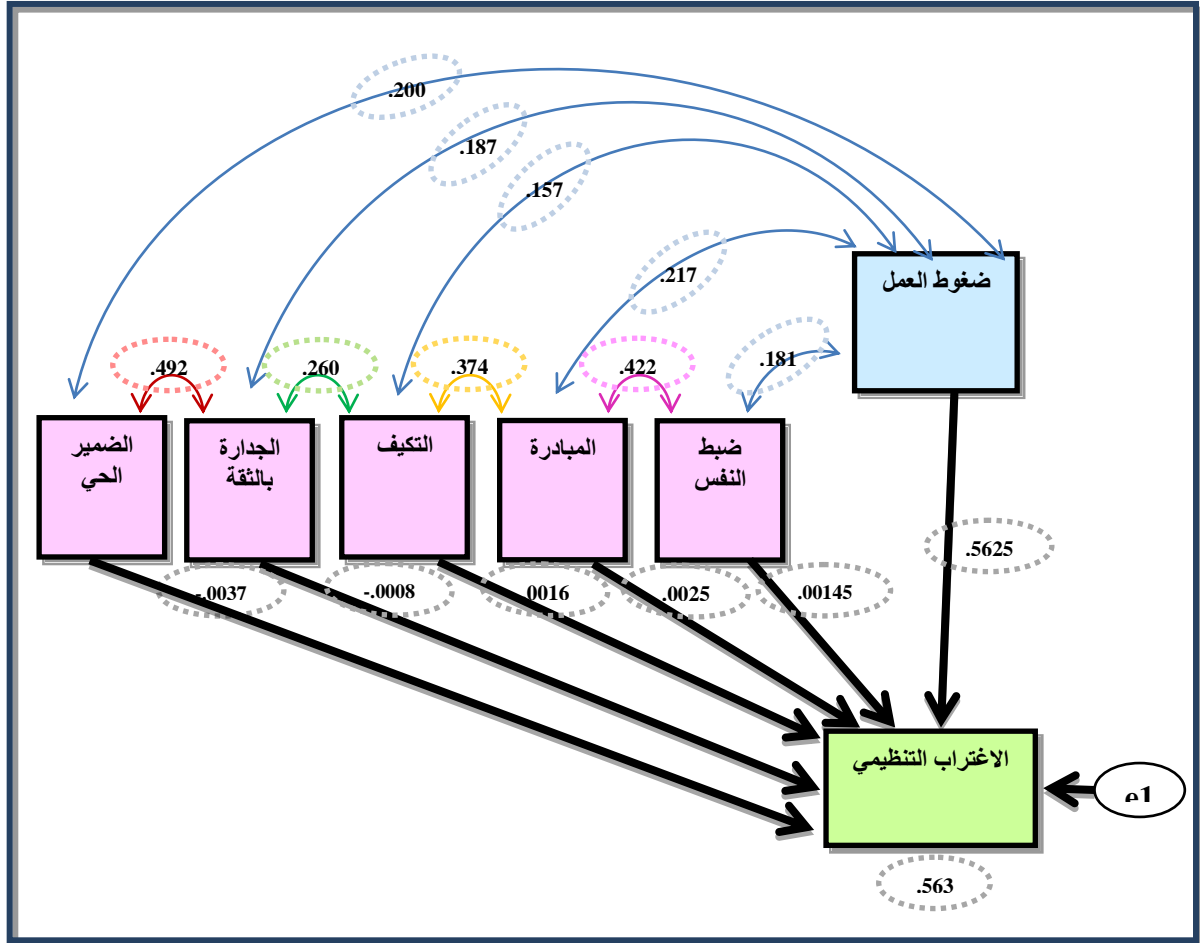 .200
.187
.157
.217
ضغوط العمل
.181
.492
.260
.374
.422
الضمير
الحي
الجدارة
بالثقة
التكيف
المبادرة
ضبط
النفس
.5625
-.0037
-.0008
.0016
.0025
.00145
الاغتراب التنظيمي
e1
.563